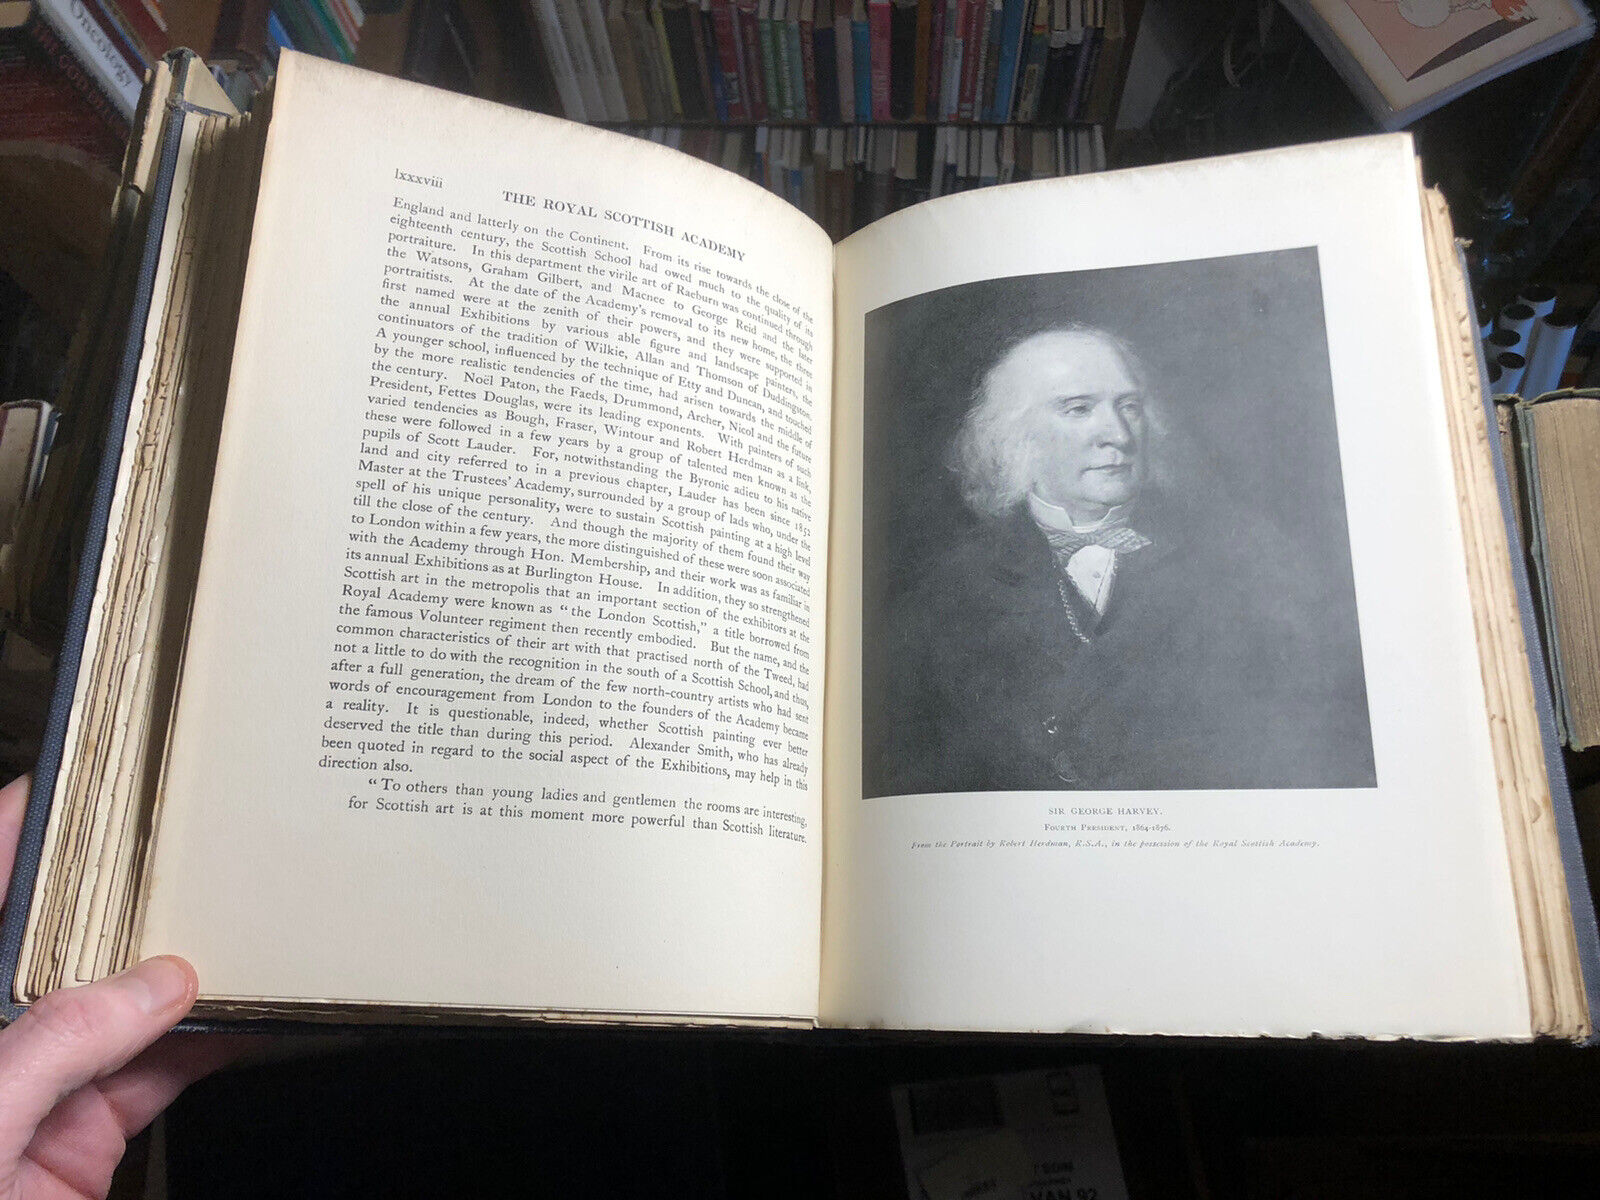 Oncology
lxxxviii
THE ROYAL SCOTTISH ACADEMY
England and latterly on the Continent. From its rise towards the close of the
eighteenth century, the Scottish School had owed much to the quality of its
portraiture. In this department the virile art of Raeburn was continued through
the Watsons, Graham Gilbert, and Macnee to George Reid and the later
portraitists. At the date of the Academy's removal to its new home, the three
first named were at the zenith of their powers, and they were supported in
the annual Exhibitions by various able figure and landscape painters, the
continuators of the tradition of Wilkie, Allan and Thomson of Duddingston.
A younger school, influenced by the technique of Etty and Duncan, and touched
by the more realistic tendencies of the time, had arisen towards the middle of
the century. Noël Paton, the Faeds, Drummond, Archer, Nicol and the future
President, Fettes Douglas, were its leading exponents. With painters of such
varied tendencies as Bough, Fraser, Wintour and Robert Herdman as a link,
these were followed in a few years by a group of talented men known as the
pupils of Scott Lauder. For, notwithstanding the Byronic adieu to his native
land and city referred to in a previous chapter, Lauder has been since 1852
Master at the Trustees' Academy, surrounded by a group of lads who, under the
spell of his unique personality, were to sustain Scottish painting at a high level
till the close of the century. And though the majority of them found their way
to London within a few years, the more distinguished of these were soon associated
with the Academy through Hon. Membership, and their work was as familiar in
its annual Exhibitions as at Burlington House. In addition, they so strengthened
Scottish art in the metropolis that an important section of the exhibitors at the
Royal Academy were known as "the London Scottish," a title borrowed from
the famous Volunteer regiment then recently embodied. But the name, and the
common characteristics of their art with that practised north of the Tweed, had
not a little to do with the recognition in the south of a Scottish School, and thus,
after a full generation, the dream of the few north-country artists who had sent
words of encouragement from London to the founders of the Academy became
a reality. It is questionable, indeed, whether Scottish painting ever better
deserved the title than during this period. Alexander Smith, who has already
been quoted in regard to the social aspect of the Exhibitions, may help in this
direction also.
"To others than young ladies and gentlemen the rooms are interesting,
for Scottish art is at this moment more powerful than Scottish literature.
SIR GEORGE HARVEY.
FOURTH PRESIDENT, 1864-1876.
From the Portrait by Robert Herdman, R.S.A., in the possession of the Royal Scottish Academy.